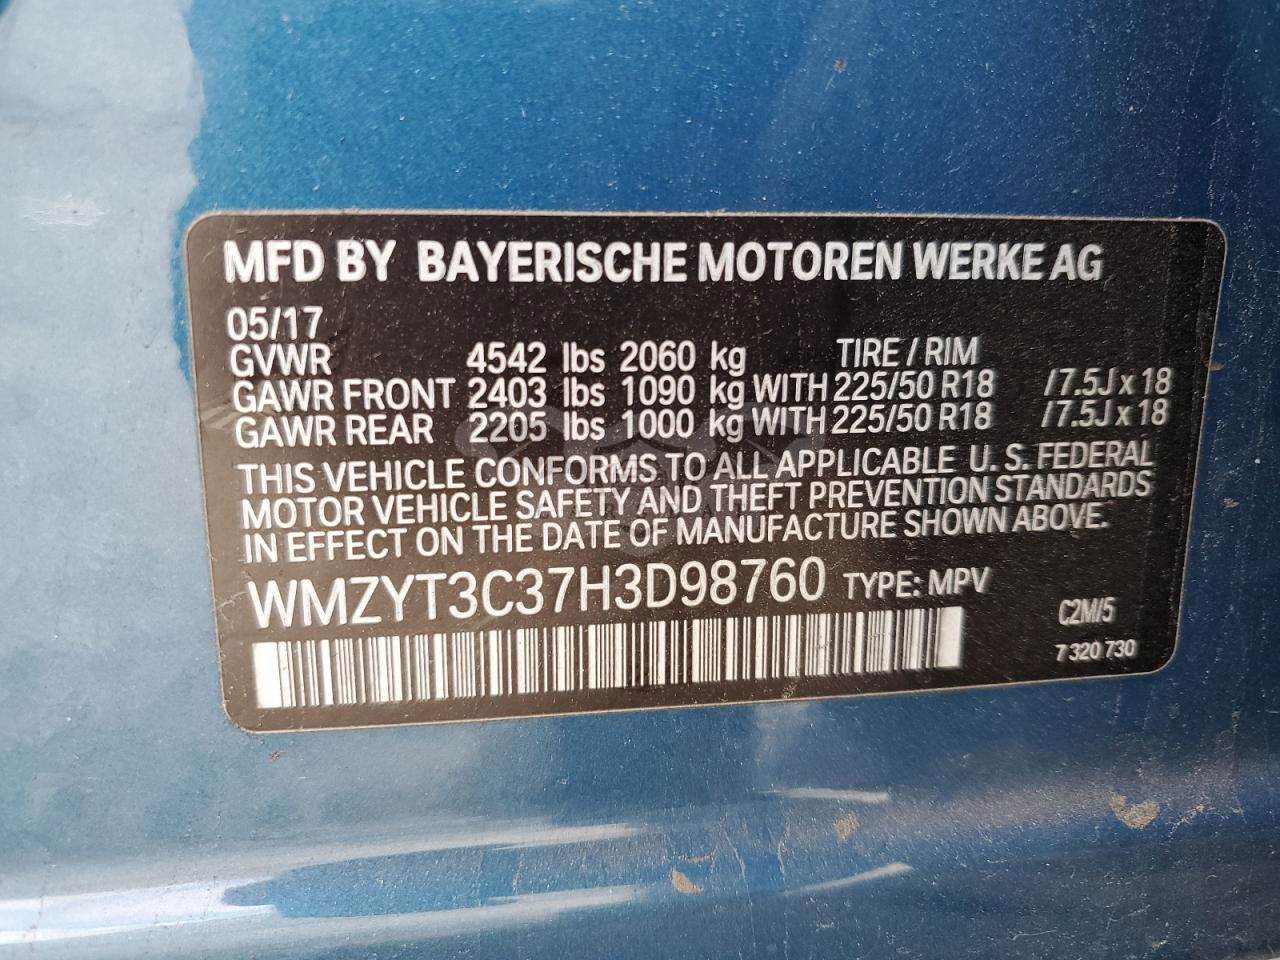 MFD BY BAYERISCHE MOTOREN WERKE AG
05/17
GVWR 4542 lbs 2060 kg TIRE / RIM
GAWR FRONT 2403 lbs 1090 kg WITH 225/50 R18 /7.5J x 18
GAWR REAR 2205 lbs 1000 kg WITH 225/50 R18 /7.5J x 18
THIS VEHICLE CONFORMS TO ALL APPLICABLE U. S. FEDERAL
MOTOR VEHICLE SAFETY AND THEFT PREVENTION STANDARDS
IN EFFECT ON THE DATE OF MANUFACTURE SHOWN ABOVE.
WMZYT3C37H3D98760 TYPE: MPV
C2M/5
7 320 730